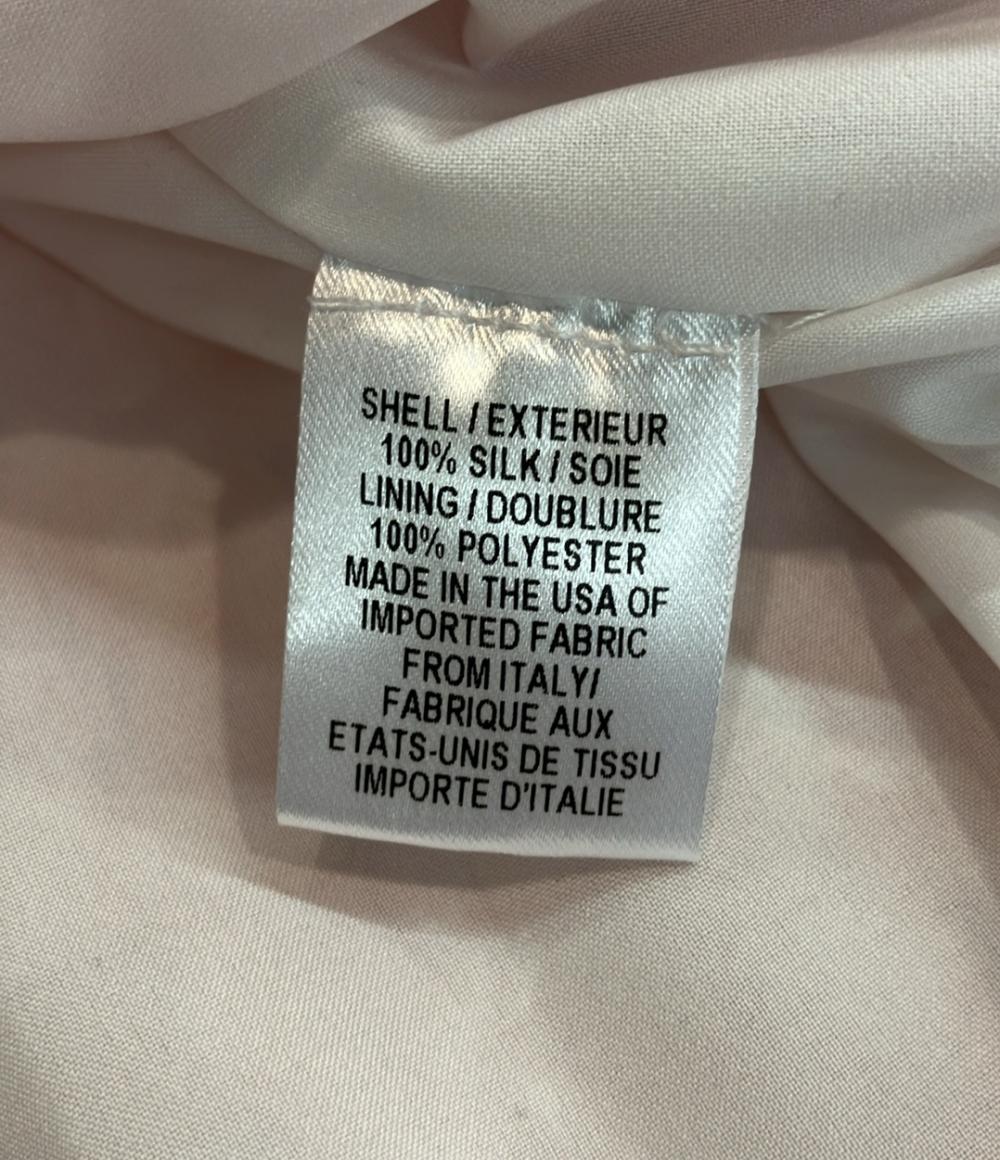 SHELL / EXTERIEUR
100% SILK / SOIE
LINING / DOUBLURE
100% POLYESTER
MADE IN THE USA OF
IMPORTED FABRIC
FROM ITALY/
FABRIQUE AUX
ETATS-UNIS DE TISSU
IMPORTE D'ITALIE